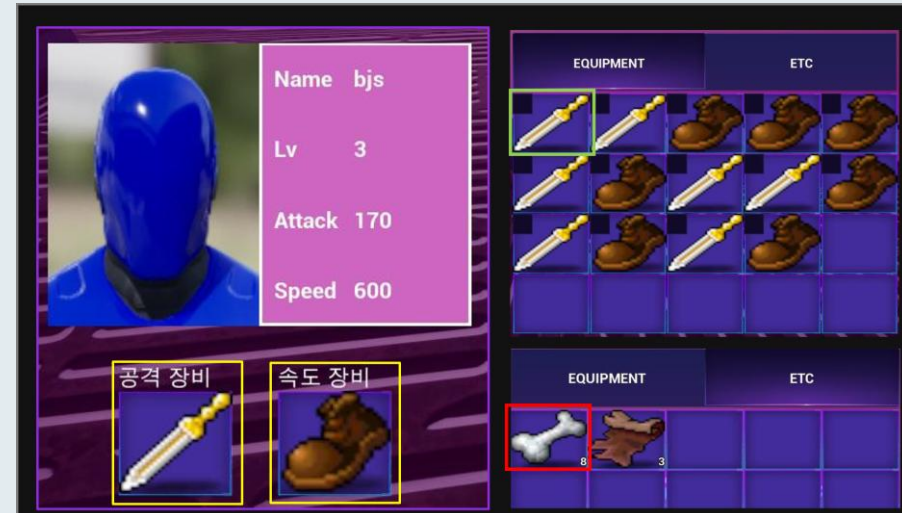 Name bjs
Lv 3
Attack 170
Speed 600
공격 장비
속도 장비
EQUIPMENT ETC
EQUIPMENT ETC
8
3